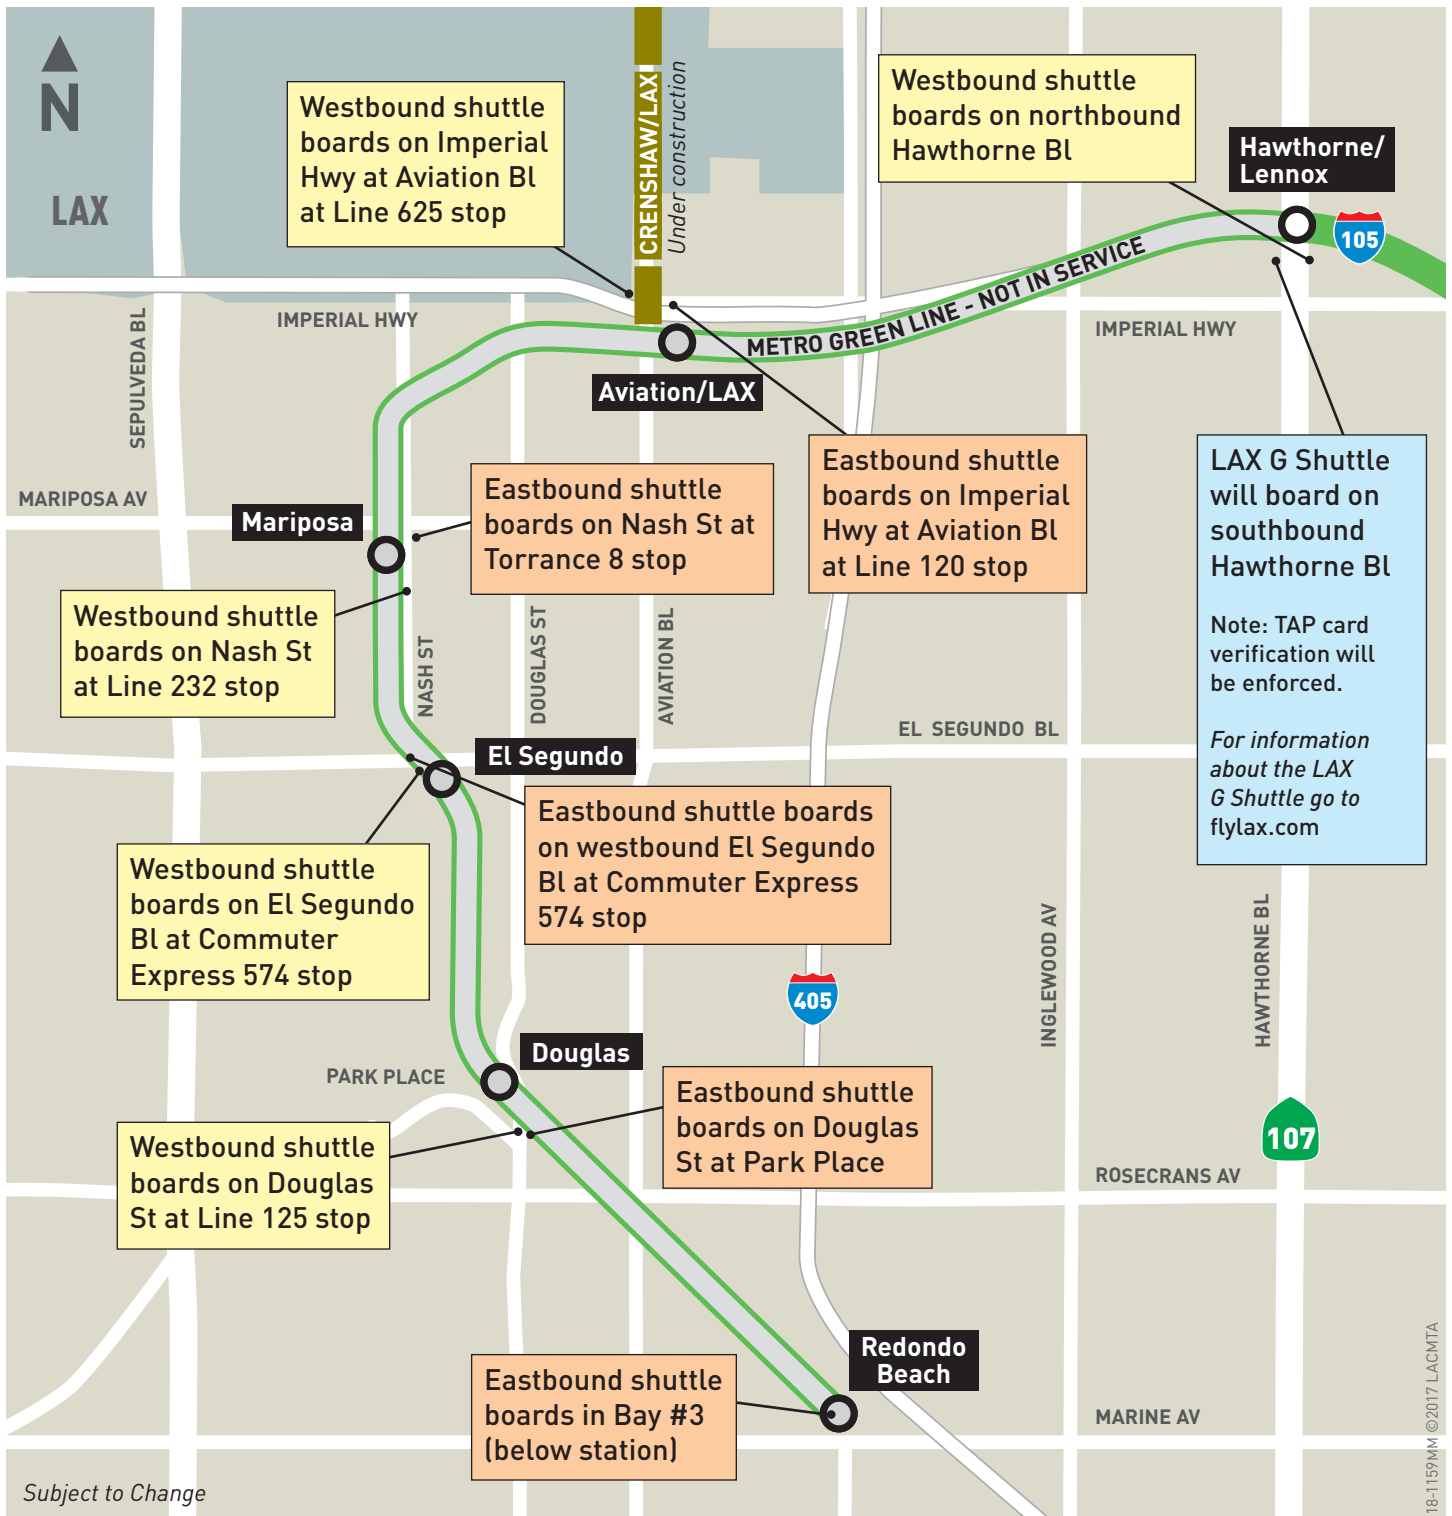 N
LAX
Westbound shuttle
boards on Imperial
Hwy at Aviation Bl
at Line 625 stop
CRENSHAW/LAX
Under construction
Westbound shuttle
boards on northbound
Hawthorne Bl
Hawthorne/
Lennox
105
METRO GREEN LINE - NOT IN SERVICE
IMPERIAL HWY
IMPERIAL HWY
SEPULVEDA BL
Aviation/LAX
MARIPOSA AV
Mariposa
Eastbound shuttle
boards on Nash St at
Torrance 8 stop
Eastbound shuttle
boards on Imperial
Hwy at Aviation Bl
at Line 120 stop
LAX G Shuttle
will board on
southbound
Hawthorne Bl
Note: TAP card
verification will
be enforced.
For information
about the LAX
G Shuttle go to
flylax.com
Westbound shuttle
boards on Nash St
at Line 232 stop
NASH ST
DOUGLAS ST
AVIATION BL
EL SEGUNDO BL
El Segundo
Eastbound shuttle boards
on westbound El Segundo
Bl at Commuter Express
574 stop
Westbound shuttle
boards on El Segundo
Bl at Commuter
Express 574 stop
405
INGLEWOOD AV
HAWTHORNE BL
Douglas
PARK PLACE
Eastbound shuttle
boards on Douglas
St at Park Place
107
Westbound shuttle
boards on Douglas
St at Line 125 stop
ROSECRANS AV
Redondo
Beach
Eastbound shuttle
boards in Bay #3
(below station)
MARINE AV
Subject to Change
18-1159MM ©2017 LACMTA